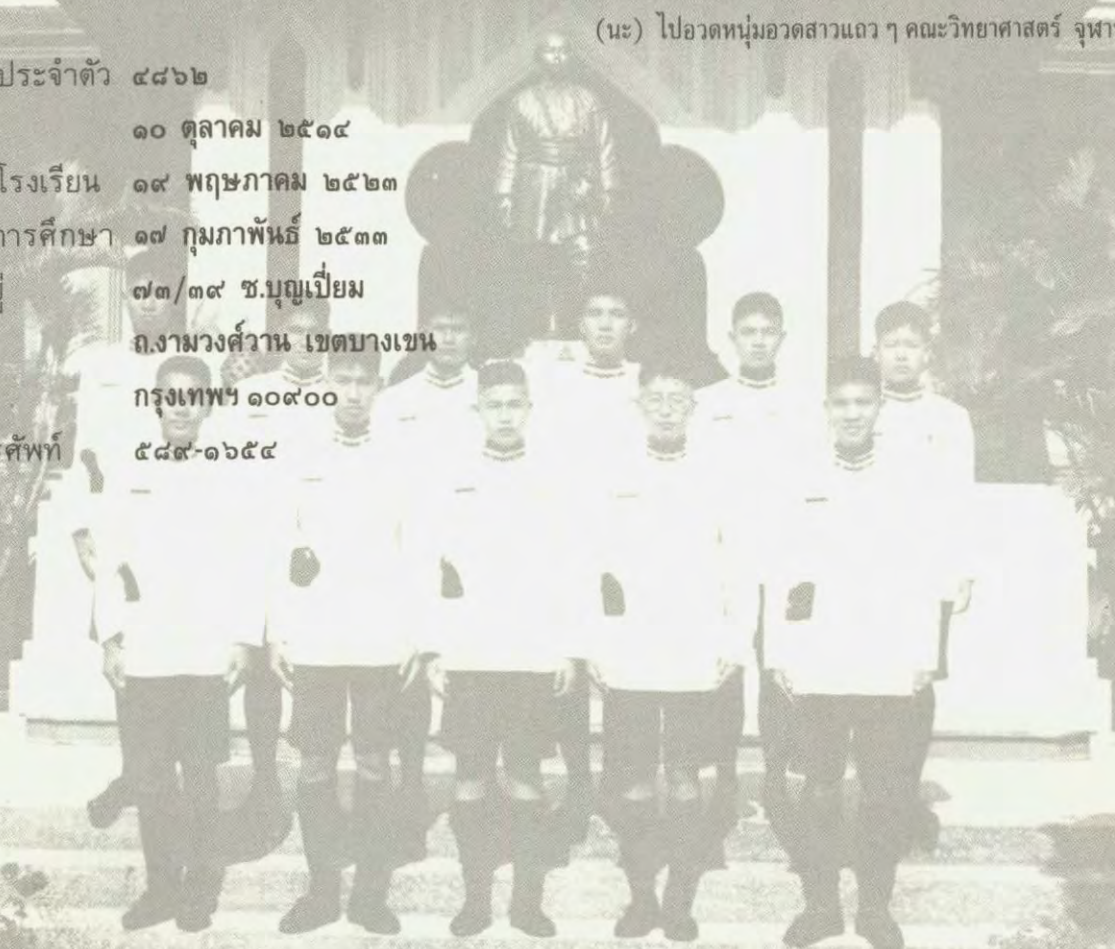 (นะ) ไปอวดหนุ่มอวดสาวแถว ๆ คณะวิทยาศาสตร์ จุฬา
ประจำตัว ๔๘๖๒
๑๐ ตุลาคม ๒๕๑๔
โรงเรียน ๑๙ พฤษภาคม ๒๕๒๓
การศึกษา ๑๗ กุมภาพันธ์ ๒๕๓๓
๗๓/๓๙ ซ.บุญเปี่ยม
ถ.งามวงศ์วาน เขตบางเขน
กรุงเทพฯ ๑๐๙๐๐
ศัพท์ ๕๘๙-๑๖๕๔